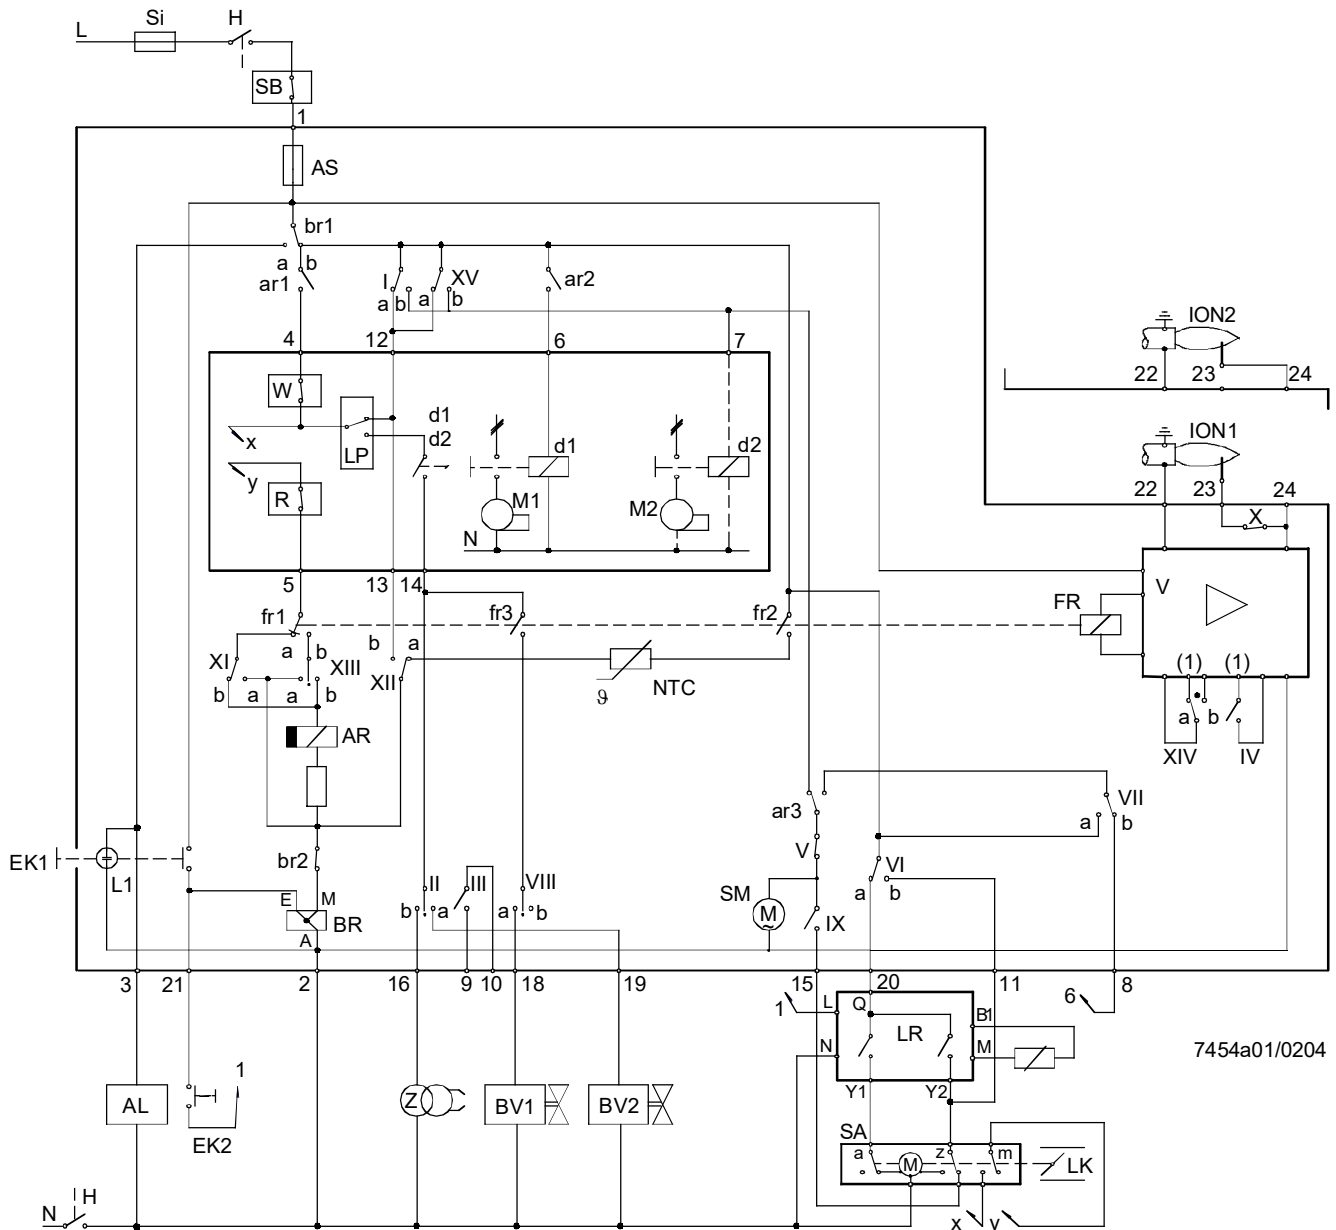 L Si H
SB
1
AS
br1
a b
ar1
I
a b
XV
a b
ar2
4 12 6 7
W
x
y
R
LP
d1
d2
d1
d2
M1
M2
N
ION2
22 23 24
ION1
22 23 24
X
V
FR
(1) (1)
a b
XIV IV
5 13 14
fr1 fr3 fr2
a b
b a
XI XIII XII
b a a b
NTC
ϑ
AR
ar3
VII
a b
V
VI
a b
EK1
L1
br2
E M
BR
A
II III VIII
b a a b
SM
M
~
IX
3 21 2 16 9 10 18 19 15 20 11 8
1 L Q B1 6
LR
N M
Y1 Y2
7454a01/0204
AL
1
EK2
Z
BV1
BV2
SA
a M z m LK
N H
x y